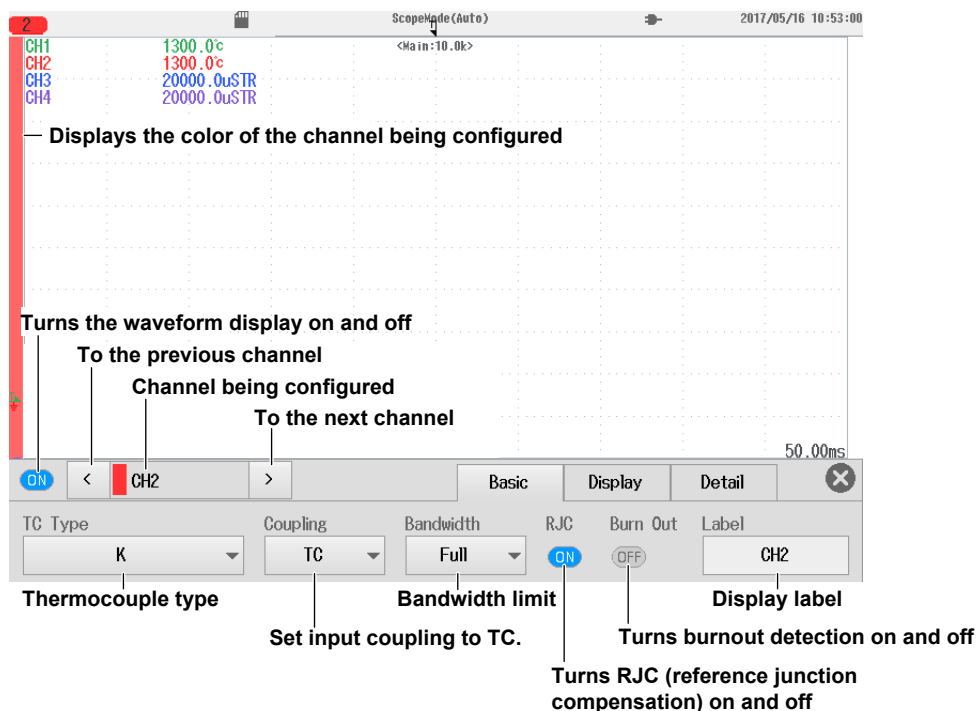 2 ScopeMode(Auto) 2017/05/16 10:53:00
CH1 1300.0℃ <Main:10.0k>
CH2 1300.0℃
CH3 20000.0uSTR
CH4 20000.0uSTR
Displays the color of the channel being configured
Turns the waveform display on and off
To the previous channel
Channel being configured
To the next channel
50.00ms
ON < CH2 > Basic Display Detail
TC Type Coupling Bandwidth RJC Burn Out Label
K TC Full ON OFF CH2
Thermocouple type Bandwidth limit Display label
Set input coupling to TC. Turns burnout detection on and off
Turns RJC (reference junction
compensation) on and off